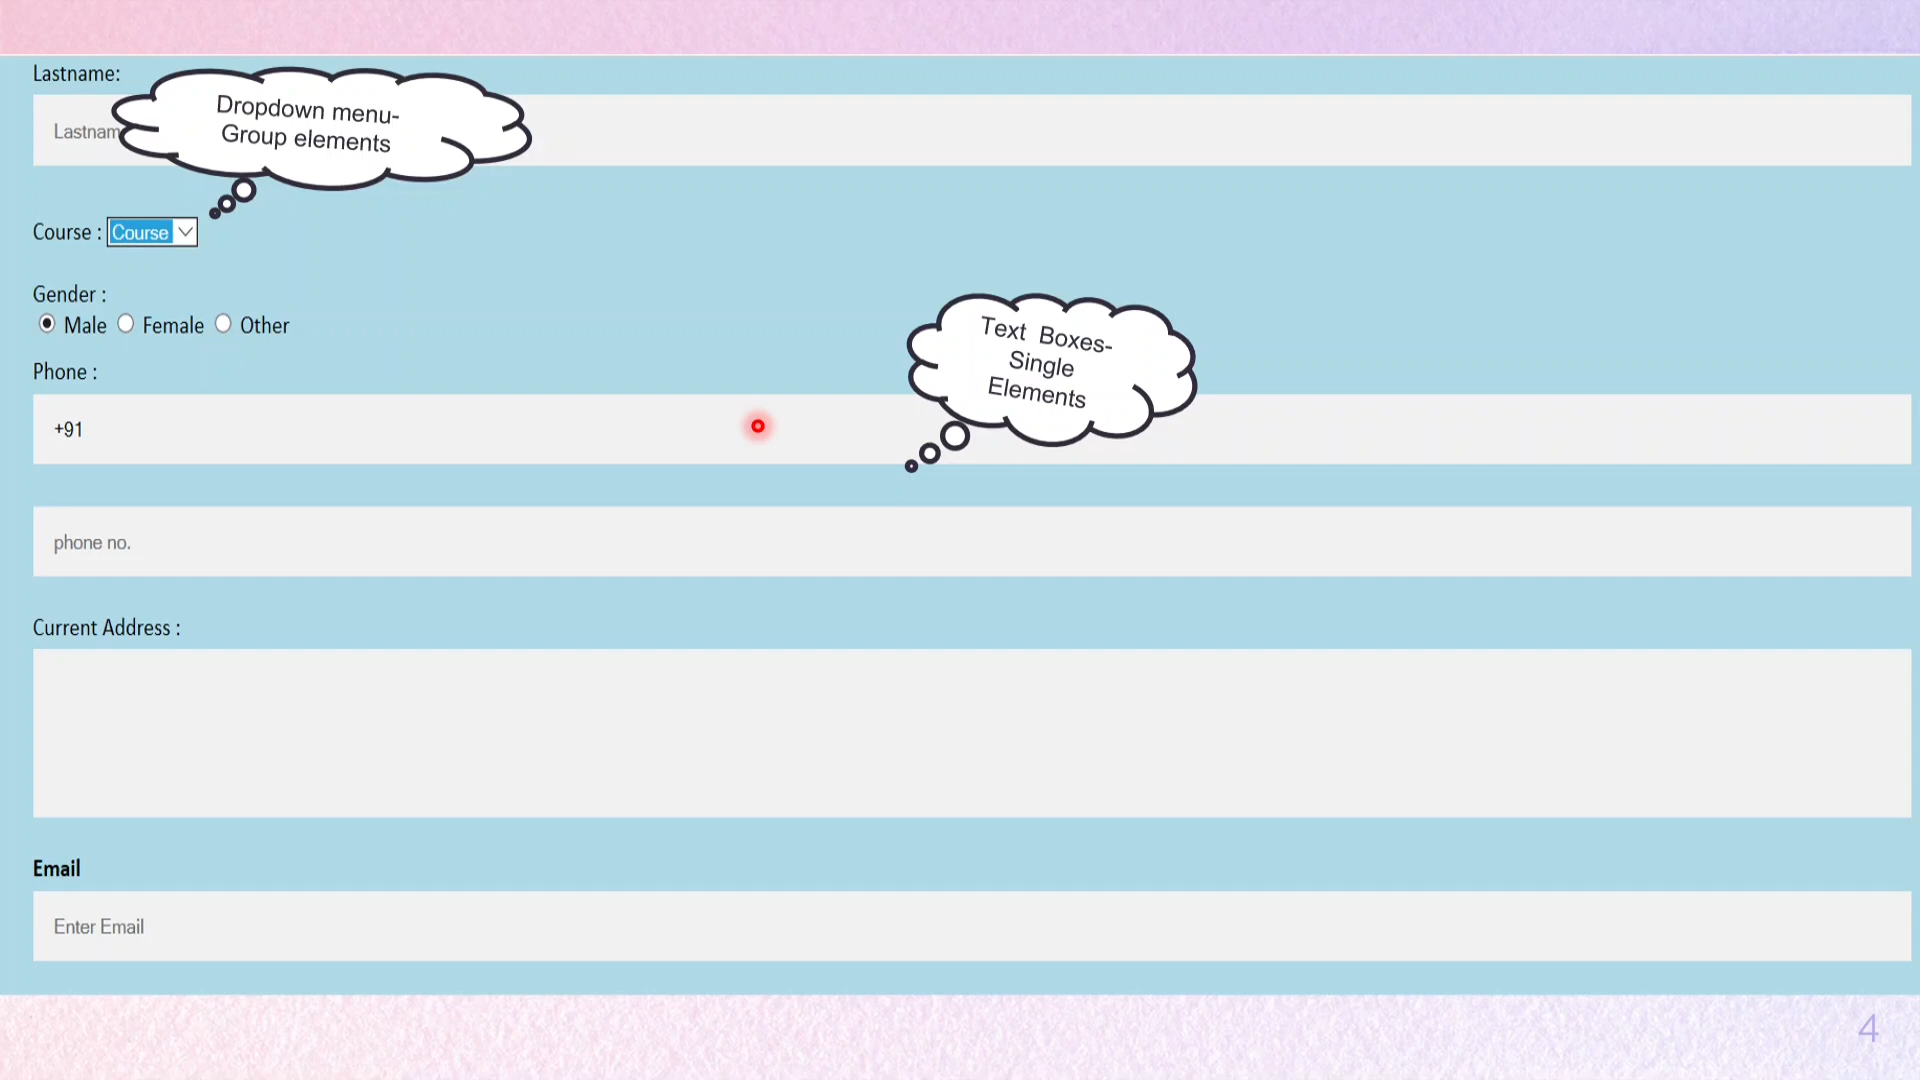 Lastname:
Dropdown menu-
Group elements
Lastnam
Course : Course
Gender :
Male Female Other
Text Boxes-
Single
Elements
Phone :
+91
phone no.
Current Address :
Email
Enter Email
4